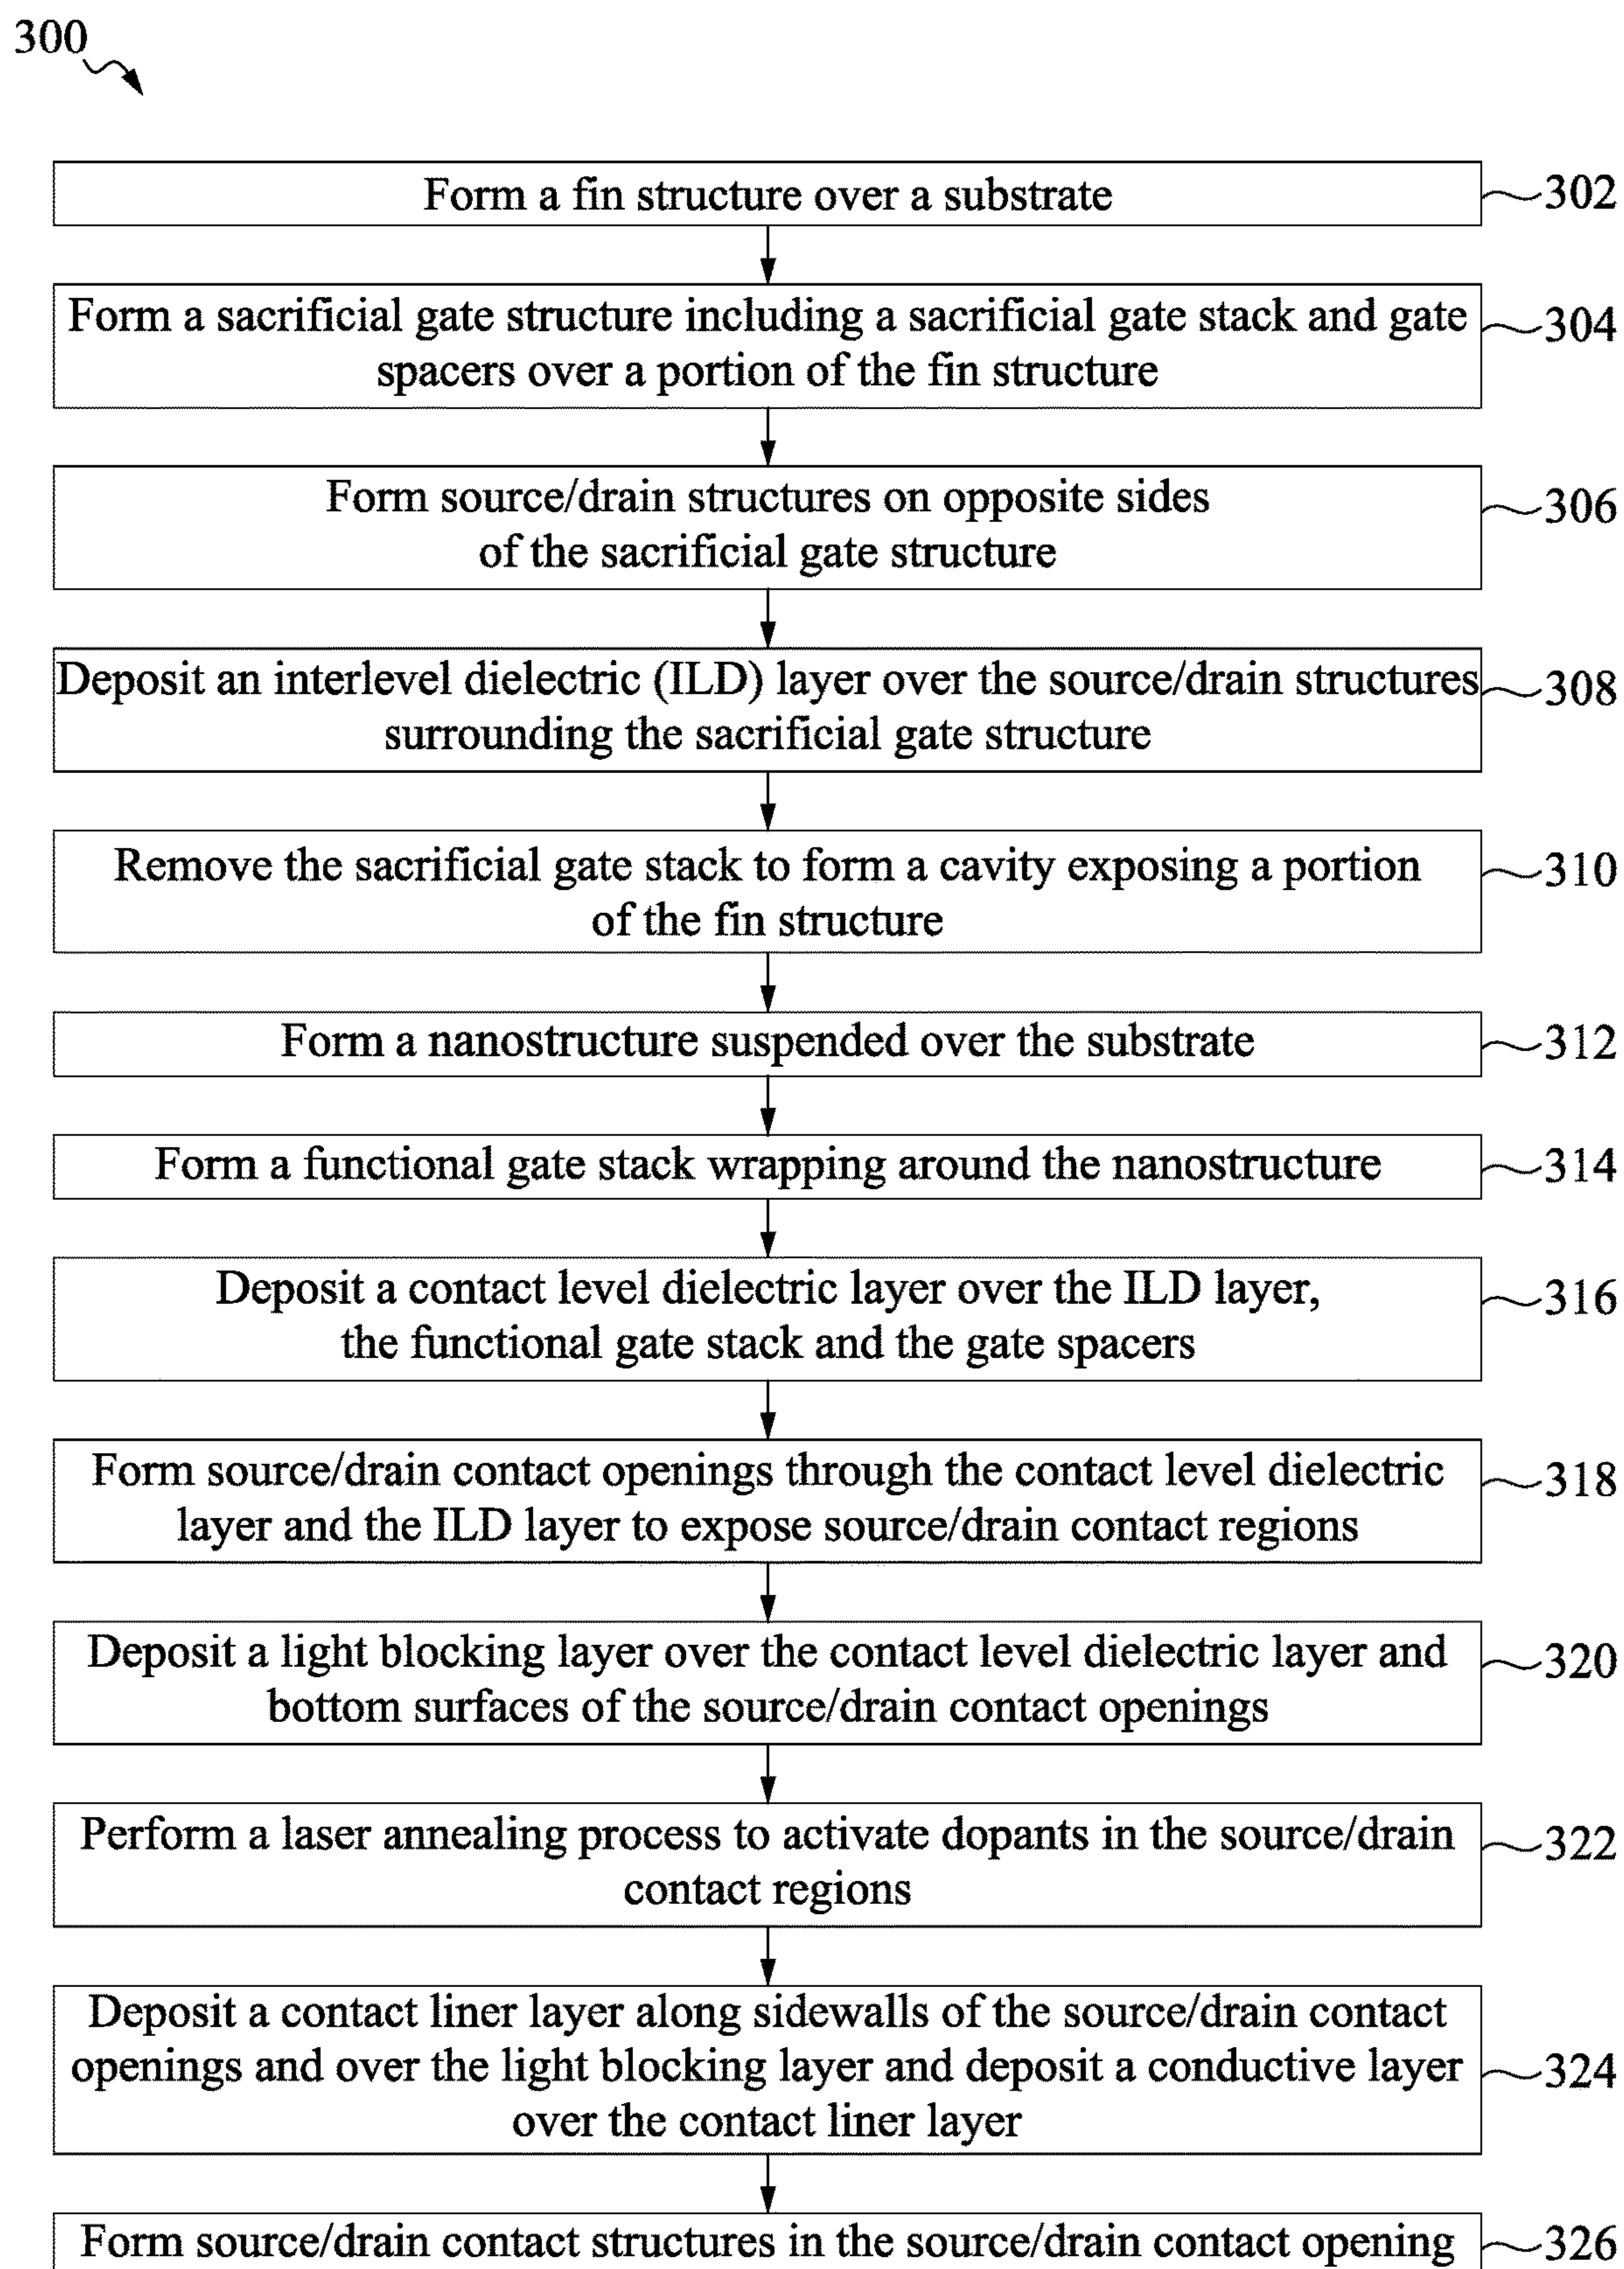 300
Form a fin structure over a substrate
302
Form a sacrificial gate structure including a sacrificial gate stack and gate
spacers over a portion of the fin structure
304
Form source/drain structures on opposite sides
of the sacrificial gate structure
306
Deposit an interlevel dielectric (ILD) layer over the source/drain structures
surrounding the sacrificial gate structure
308
Remove the sacrificial gate stack to form a cavity exposing a portion
of the fin structure
310
Form a nanostructure suspended over the substrate
312
Form a functional gate stack wrapping around the nanostructure
314
Deposit a contact level dielectric layer over the ILD layer,
the functional gate stack and the gate spacers
316
Form source/drain contact openings through the contact level dielectric
layer and the ILD layer to expose source/drain contact regions
318
Deposit a light blocking layer over the contact level dielectric layer and
bottom surfaces of the source/drain contact openings
320
Perform a laser annealing process to activate dopants in the source/drain
contact regions
322
Deposit a contact liner layer along sidewalls of the source/drain contact
openings and over the light blocking layer and deposit a conductive layer
over the contact liner layer
324
Form source/drain contact structures in the source/drain contact opening
326